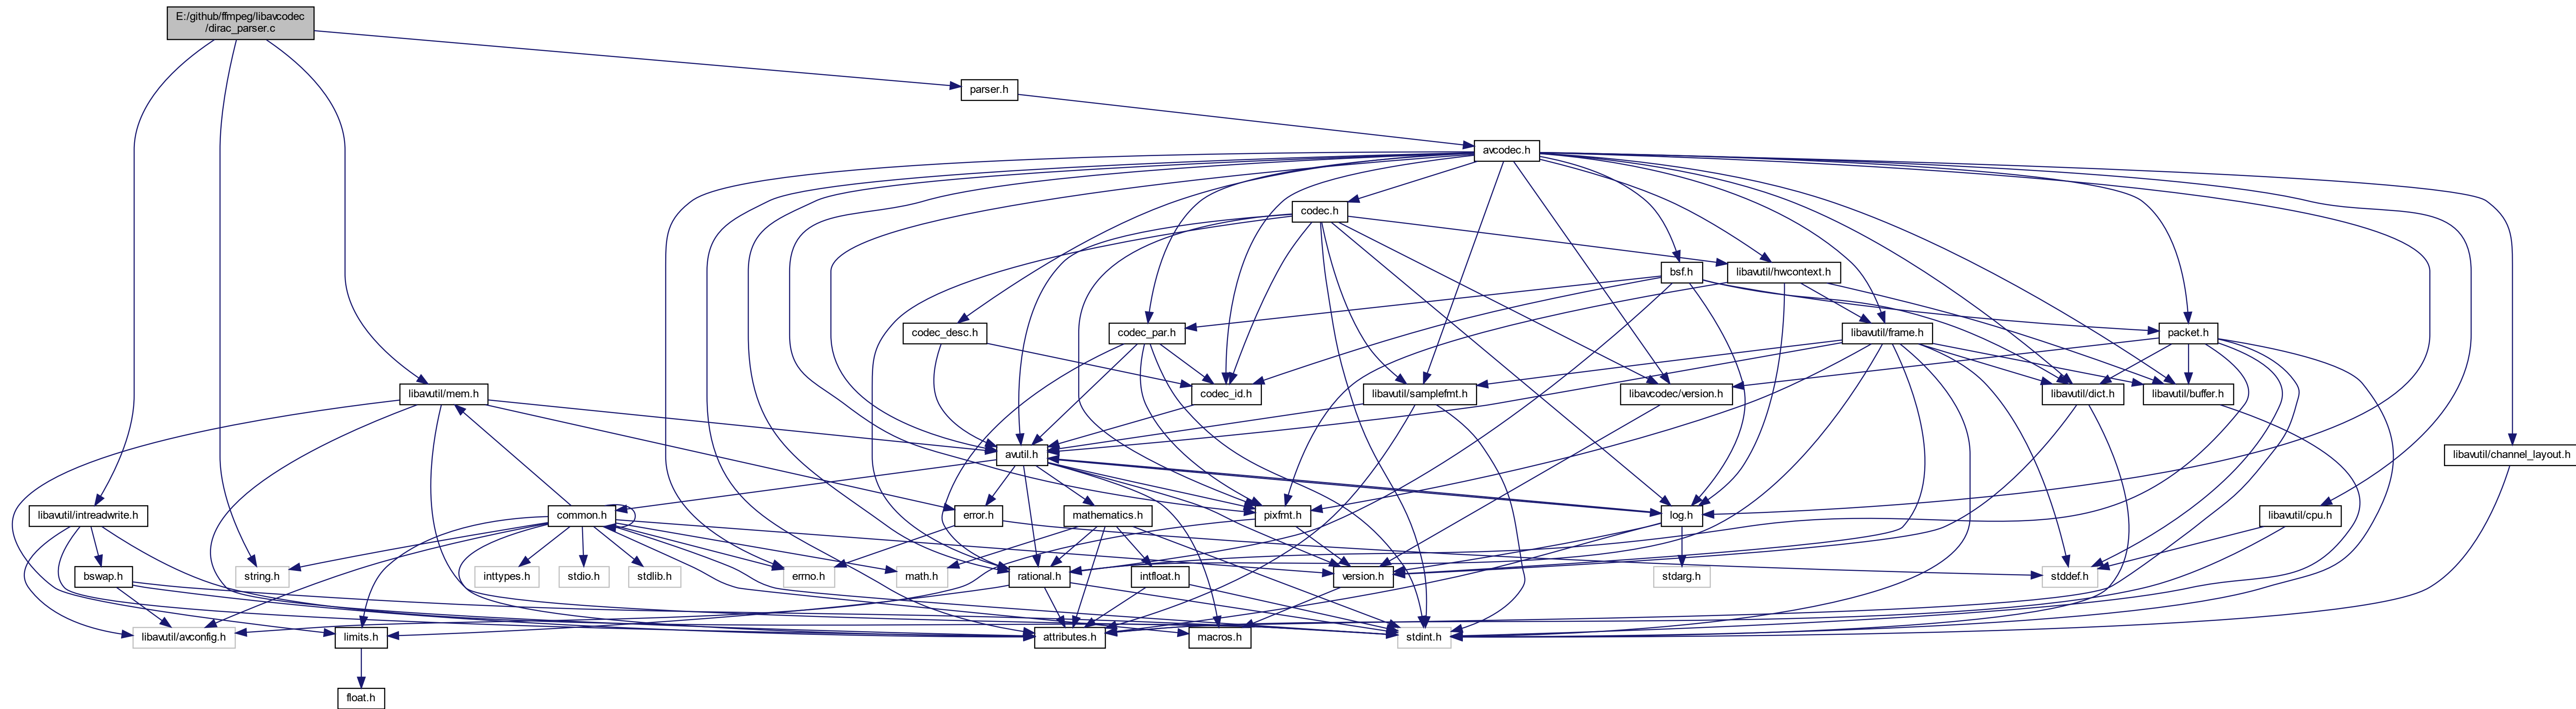 E:/github/ffmpeg/libavcodec
/dirac_parser.c
parser.h
avcodec.h
codec.h
bsf.h
libavutil/hwcontext.h
codec_desc.h
codec_par.h
libavutil/frame.h
packet.h
libavutil/mem.h
codec_id.h
libavutil/samplefmt.h
libavcodec/version.h
libavutil/dict.h
libavutil/buffer.h
avutil.h
libavutil/channel_layout.h
libavutil/intreadwrite.h
common.h
error.h
mathematics.h
pixfmt.h
log.h
libavutil/cpu.h
bswap.h
string.h
inttypes.h
stdio.h
stdlib.h
errno.h
math.h
rational.h
intfloat.h
version.h
stdarg.h
stddef.h
libavutil/avconfig.h
limits.h
attributes.h
macros.h
stdint.h
float.h